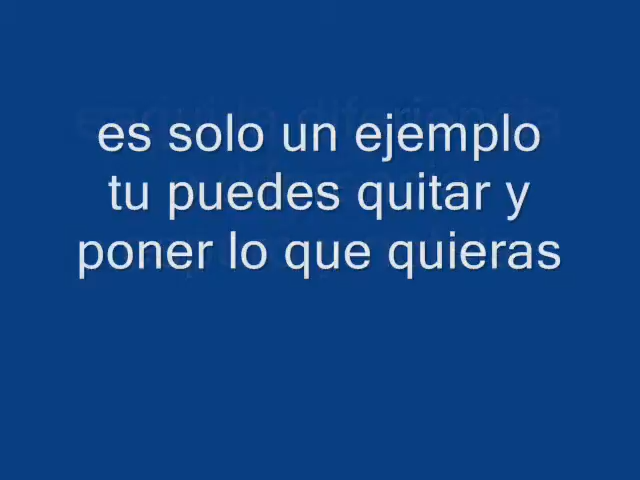 es solo un ejemplo
tu puedes quitar y
poner lo que quieras